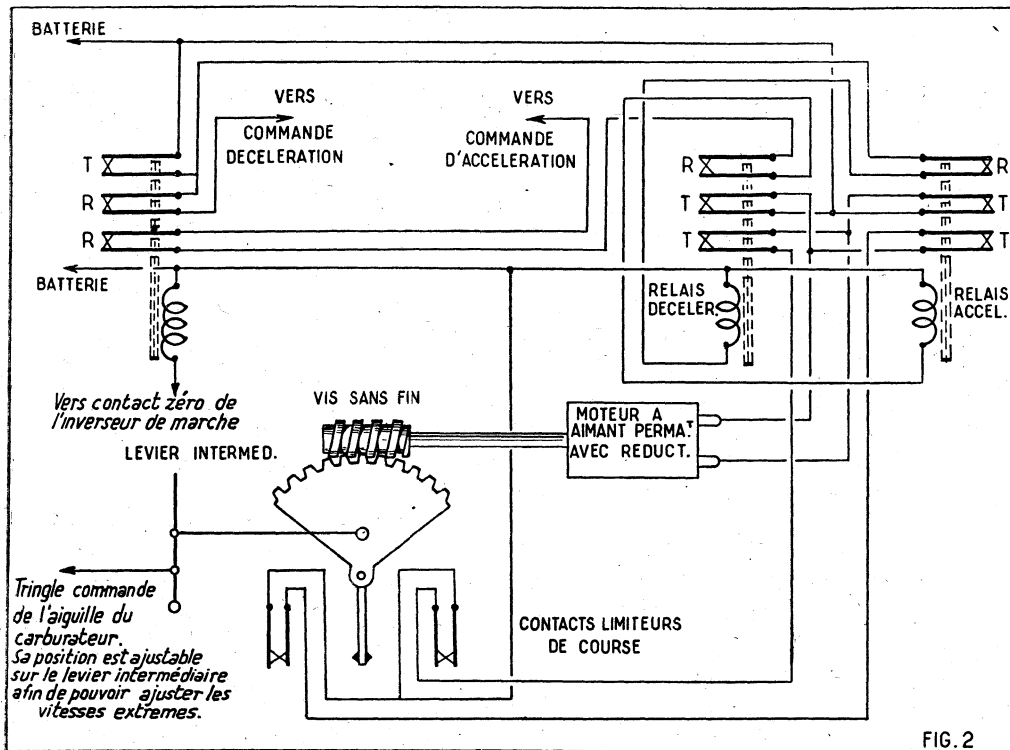 BATTERIE
VERS
COMMANDE
DECELERATION
VERS
COMMANDE
D'ACCELERATION
T
R
R
R
T
T
R
T
T
BATTERIE
RELAIS
DECELER.
RELAIS
ACCEL.
Vers contact zéro de
l'inverseur de marche
VIS SANS FIN
LEVIER INTERMED.
MOTEUR A
AIMANT PERMA.T
AVEC REDUCT.
Tringle commande
de l'aiguille du
carburateur.
Sa position est ajustable
sur le levier intermédiaire
afin de pouvoir ajuster les
vitesses extremes.
CONTACTS LIMITEURS
DE COURSE
FIG. 2